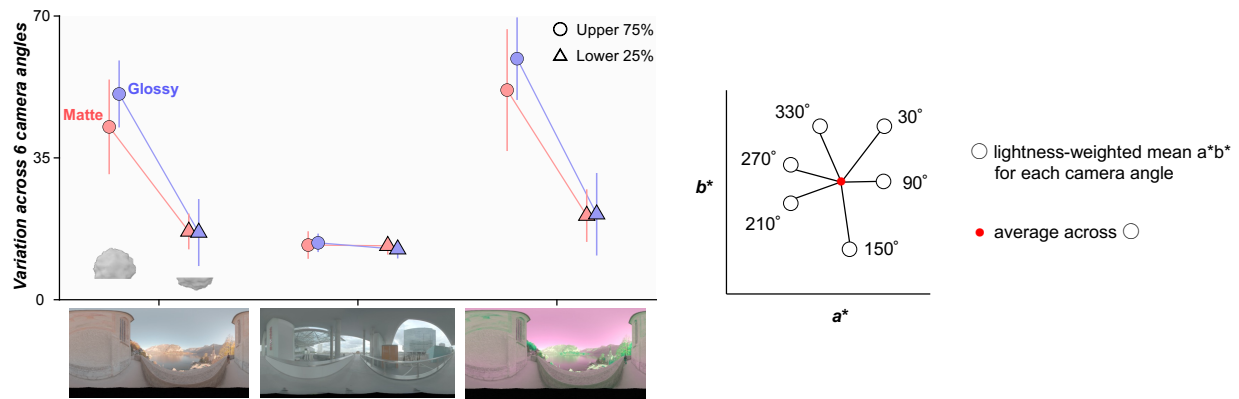 Variation across 6 camera angles
70
35
0
Matte
Glossy
Upper 75%
Lower 25%
b*
a*
330°
30°
270°
90°
210°
150°
lightness-weighted mean a*b*
for each camera angle
average across